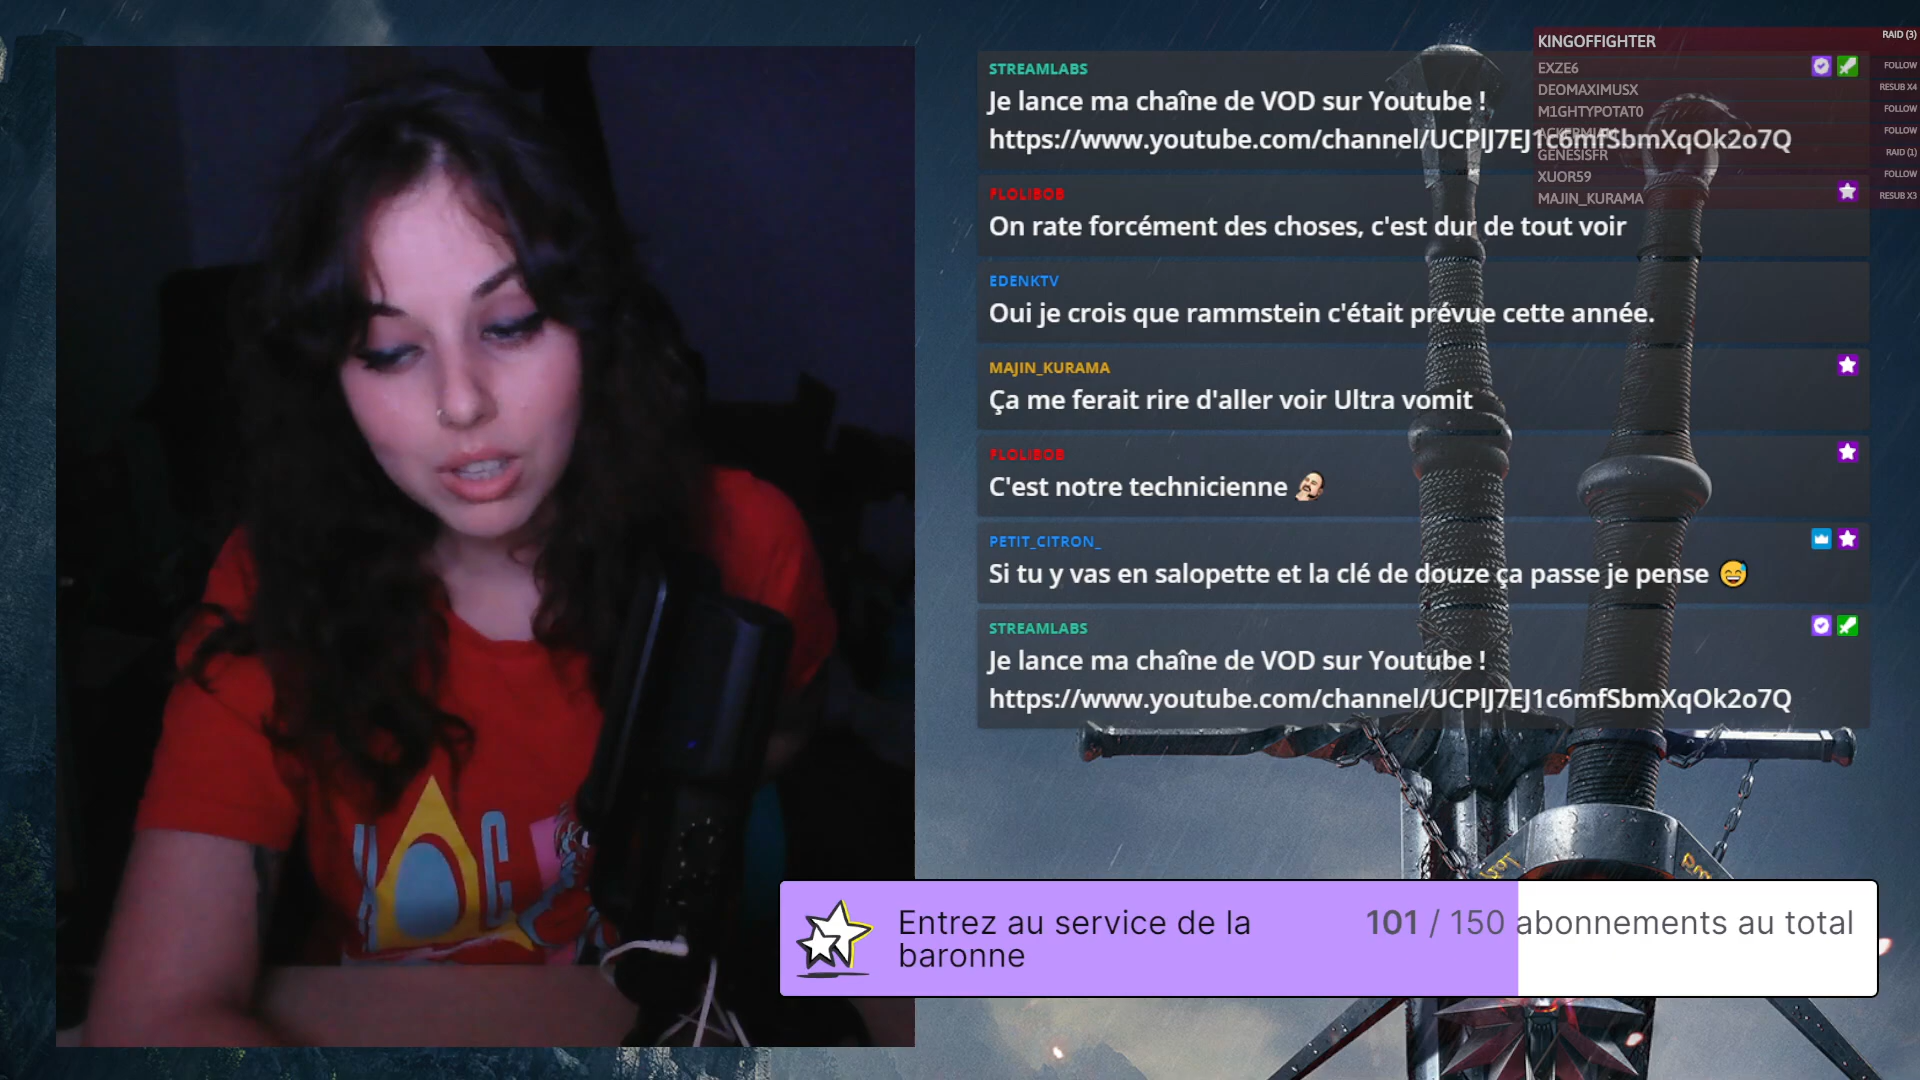 KINGOFFIGHTER RAID (3)
EXZE6 FOLLOW
DEOMAXIMUSX RESUB X4
M1GHTYPOTAT0 FOLLOW
ACKERMIAN FOLLOW
GENESISFR RAID (1)
XUOR59 FOLLOW
MAJIN_KURAMA RESUB X3
STREAMLABS
Je lance ma chaîne de VOD sur Youtube !
https://www.youtube.com/channel/UCPlJ7EJ1c6mfSbmXqOk2o7Q
FLOLIBOB
On rate forcément des choses, c'est dur de tout voir
EDENKTV
Oui je crois que rammstein c'était prévue cette année.
MAJIN_KURAMA
Ça me ferait rire d'aller voir Ultra vomit
FLOLIBOB
C'est notre technicienne
PETIT_CITRON_
Si tu y vas en salopette et la clé de douze ça passe je pense 😅
STREAMLABS
Je lance ma chaîne de VOD sur Youtube !
https://www.youtube.com/channel/UCPlJ7EJ1c6mfSbmXqOk2o7Q
Entrez au service de la
baronne
101 / 150 abonnements au total